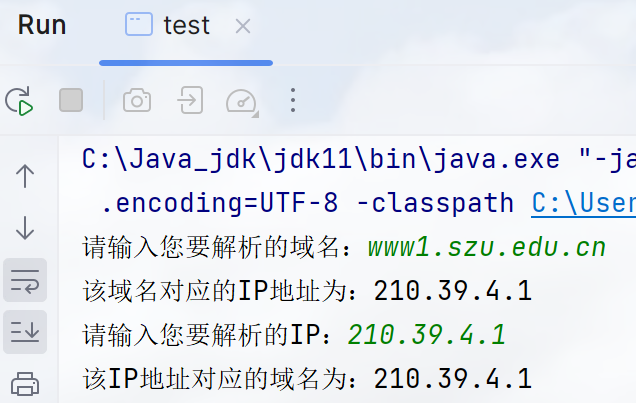 Run test
C:\Java_jdk\jdk11\bin\java.exe "-ja
.encoding=UTF-8 -classpath C:\User
请输入您要解析的域名：www1.szu.edu.cn
该域名对应的IP地址为：210.39.4.1
请输入您要解析的IP：210.39.4.1
该IP地址对应的域名为：210.39.4.1